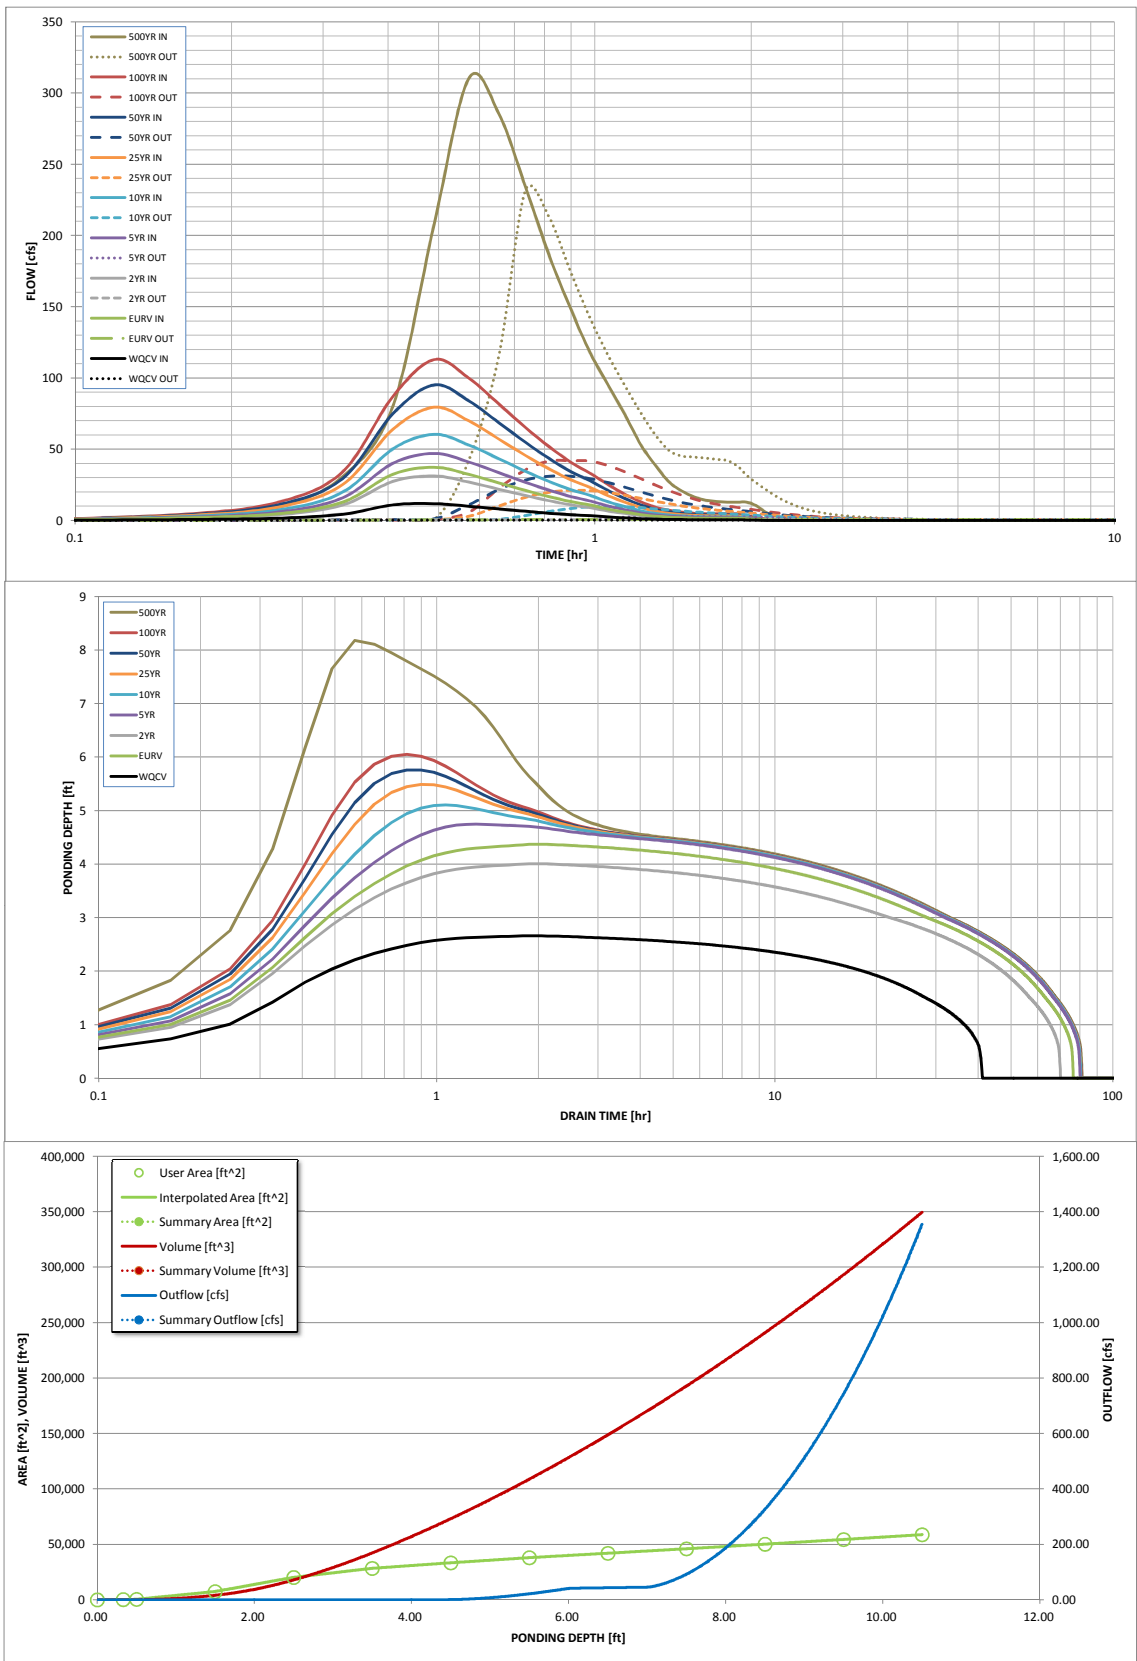 350
300
250
200
150
100
50
0
FLOW [cfs]
500YR IN
500YR OUT
100YR IN
100YR OUT
50YR IN
50YR OUT
25YR IN
25YR OUT
10YR IN
10YR OUT
5YR IN
5YR OUT
2YR IN
2YR OUT
EURV IN
EURV OUT
WQCV IN
WQCV OUT
0.1
1
10
TIME [hr]
9
8
7
6
5
4
3
2
1
0
PONDING DEPTH [ft]
500YR
100YR
50YR
25YR
10YR
5YR
2YR
EURV
WQCV
0.1
1
10
100
DRAIN TIME [hr]
400,000
350,000
300,000
250,000
200,000
150,000
100,000
50,000
0
AREA [ft^2], VOLUME [ft^3]
User Area [ft^2]
Interpolated Area [ft^2]
Summary Area [ft^2]
Volume [ft^3]
Summary Volume [ft^3]
Outflow [cfs]
Summary Outflow [cfs]
1,600.00
1,400.00
1,200.00
1,000.00
800.00
600.00
400.00
200.00
0.00
OUTFLOW [cfs]
0.00
2.00
4.00
6.00
8.00
10.00
12.00
PONDING DEPTH [ft]